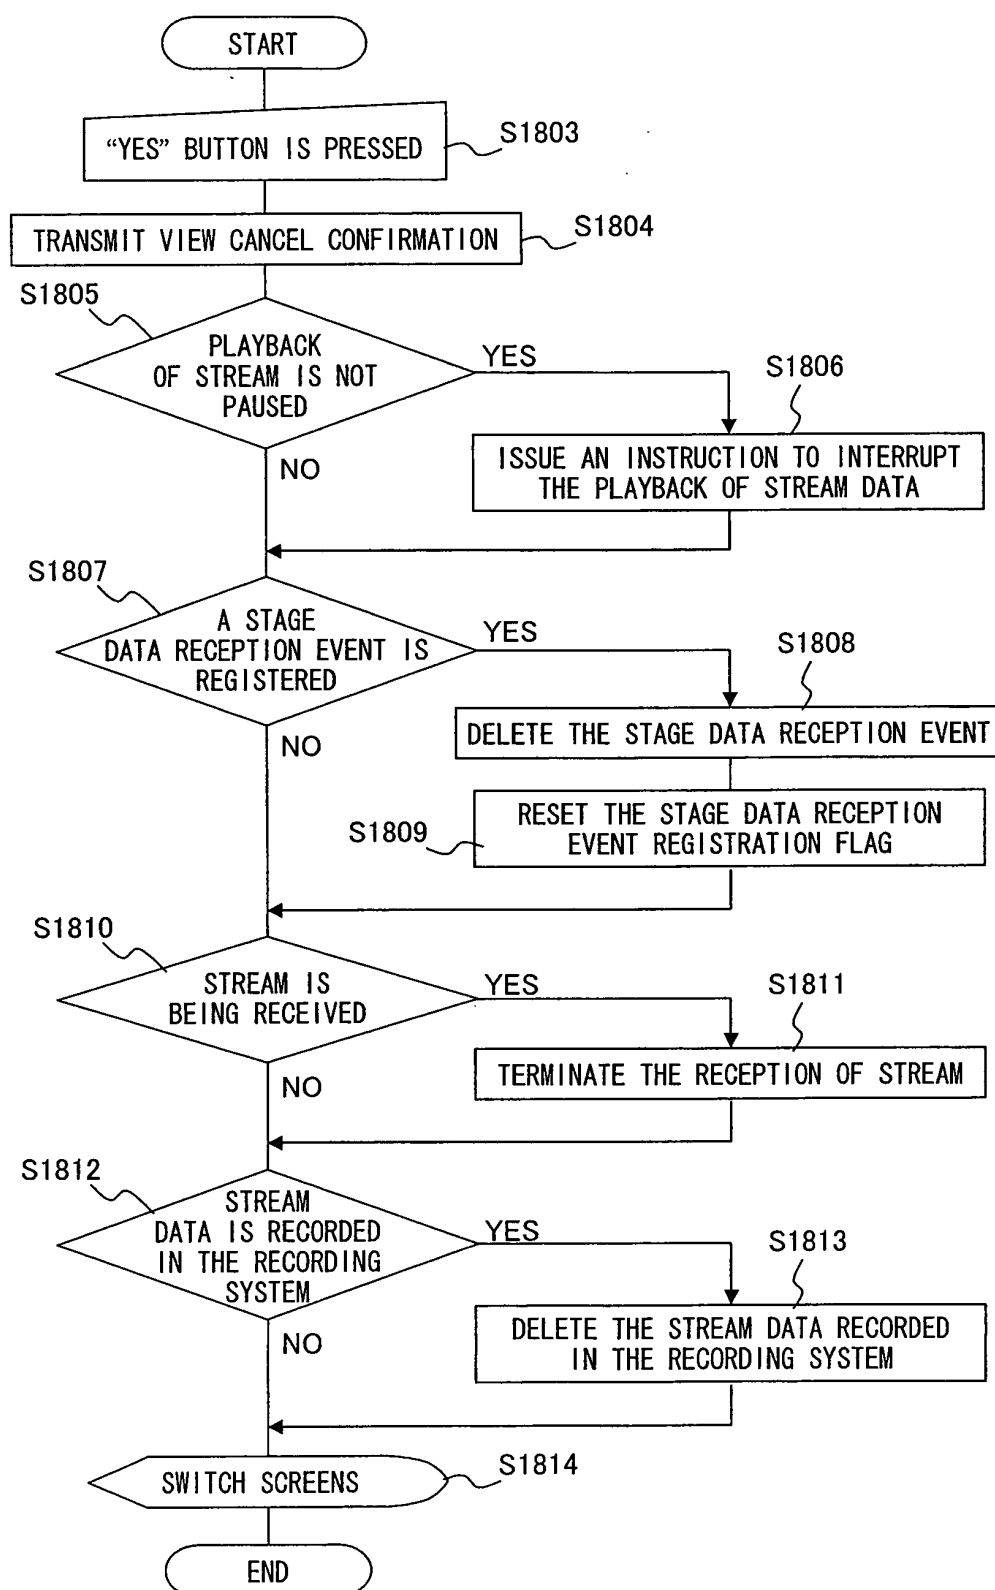 START
“YES” BUTTON IS PRESSED
S1803
TRANSMIT VIEW CANCEL CONFIRMATION
S1804
S1805
PLAYBACK
OF STREAM IS NOT
PAUSED
YES
NO
S1806
ISSUE AN INSTRUCTION TO INTERRUPT
THE PLAYBACK OF STREAM DATA
S1807
A STAGE
DATA RECEPTION EVENT IS
REGISTERED
YES
NO
S1808
DELETE THE STAGE DATA RECEPTION EVENT
S1809
RESET THE STAGE DATA RECEPTION
EVENT REGISTRATION FLAG
S1810
STREAM IS
BEING RECEIVED
YES
NO
S1811
TERMINATE THE RECEPTION OF STREAM
S1812
STREAM
DATA IS RECORDED
IN THE RECORDING
SYSTEM
YES
NO
S1813
DELETE THE STREAM DATA RECORDED
IN THE RECORDING SYSTEM
SWITCH SCREENS
S1814
END